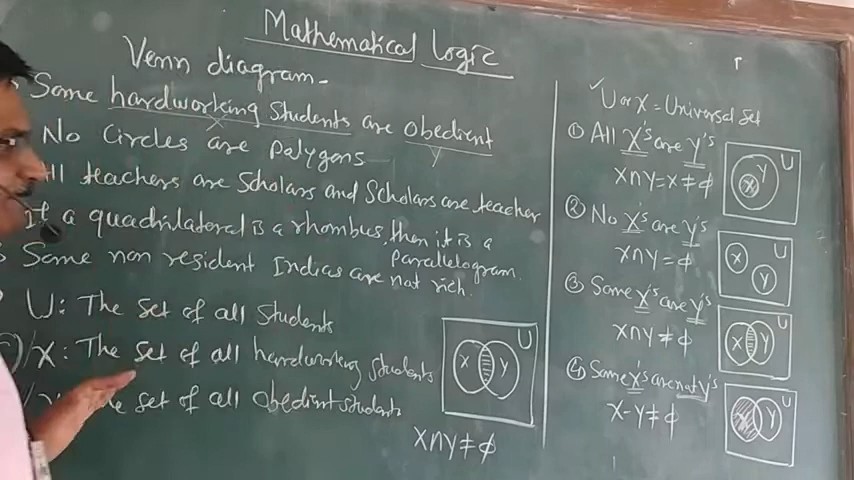 Mathematical Logic
Venn diagram-
Some hardworking Students are obedient
X
Y
No Circles are polygons
All teachers are Scholars and Scholars are teacher
If a quadrilateral is a rhombus, then it is a
parallelogram.
Some non resident Indias are not rich.
U: The Set of all Students
X: The Set of all hardworking students
set of all obedient students
X Y U
X∩Y≠ϕ
✓ U or X = Universal Set
① All X's are Y's
X∩Y=X≠ϕ
X Y U
② No X's are Y's
X∩Y=ϕ
X Y U
③ Some X's are Y's
X∩Y≠ϕ
X Y U
④ Some X's are not Y's
X-Y≠ϕ
X Y U